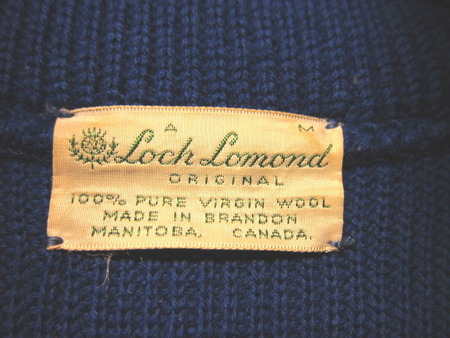 A M
Loch Lomond
ORIGINAL
100% PURE VIRGIN WOOL
MADE IN BRANDON
MANITOBA, CANADA.